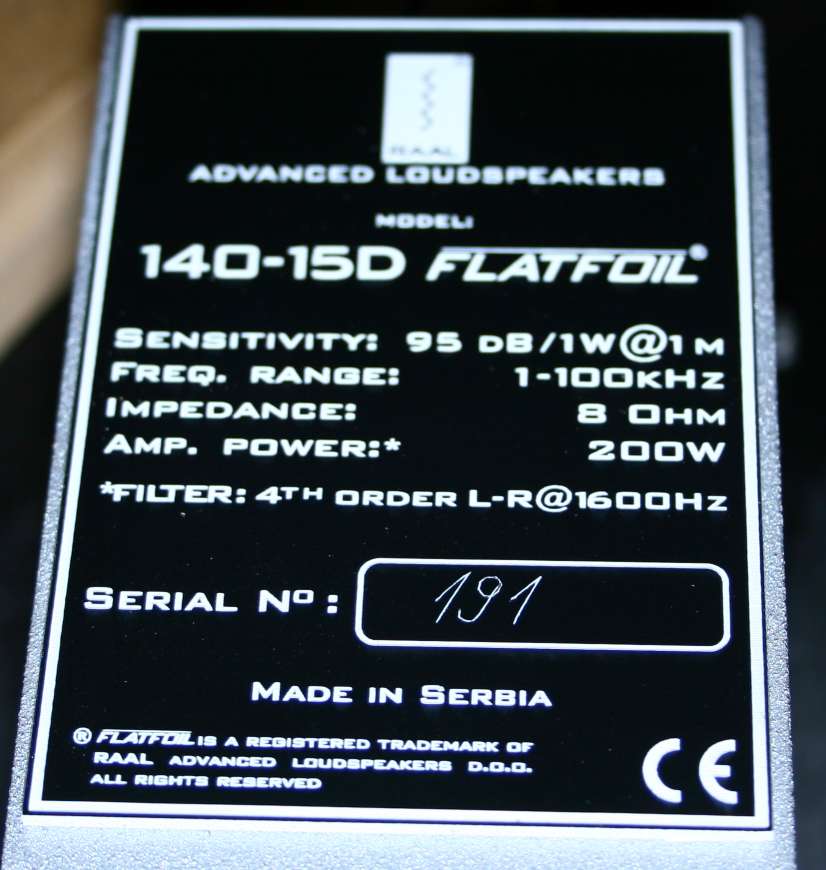 RAAL
ADVANCED LOUDSPEAKERS
MODEL:
140-15D FLATFOIL®
SENSITIVITY: 95 dB/1W@1 M
FREQ. RANGE: 1-100KHZ
IMPEDANCE: 8 OHM
AMP. POWER:* 200W
*FILTER: 4TH ORDER L-R@1600HZ
SERIAL Nº: 191
MADE IN SERBIA
® FLATFOIL IS A REGISTERED TRADEMARK OF
RAAL ADVANCED LOUDSPEAKERS D.O.O.
ALL RIGHTS RESERVED
CE